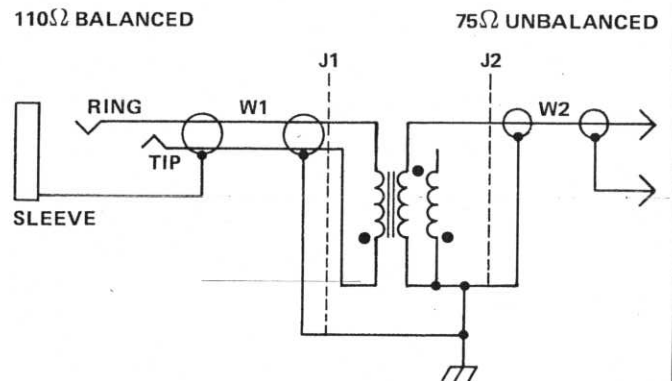 110Ω BALANCED
75Ω UNBALANCED
J1
J2
RING
W1
W2
TIP
SLEEVE